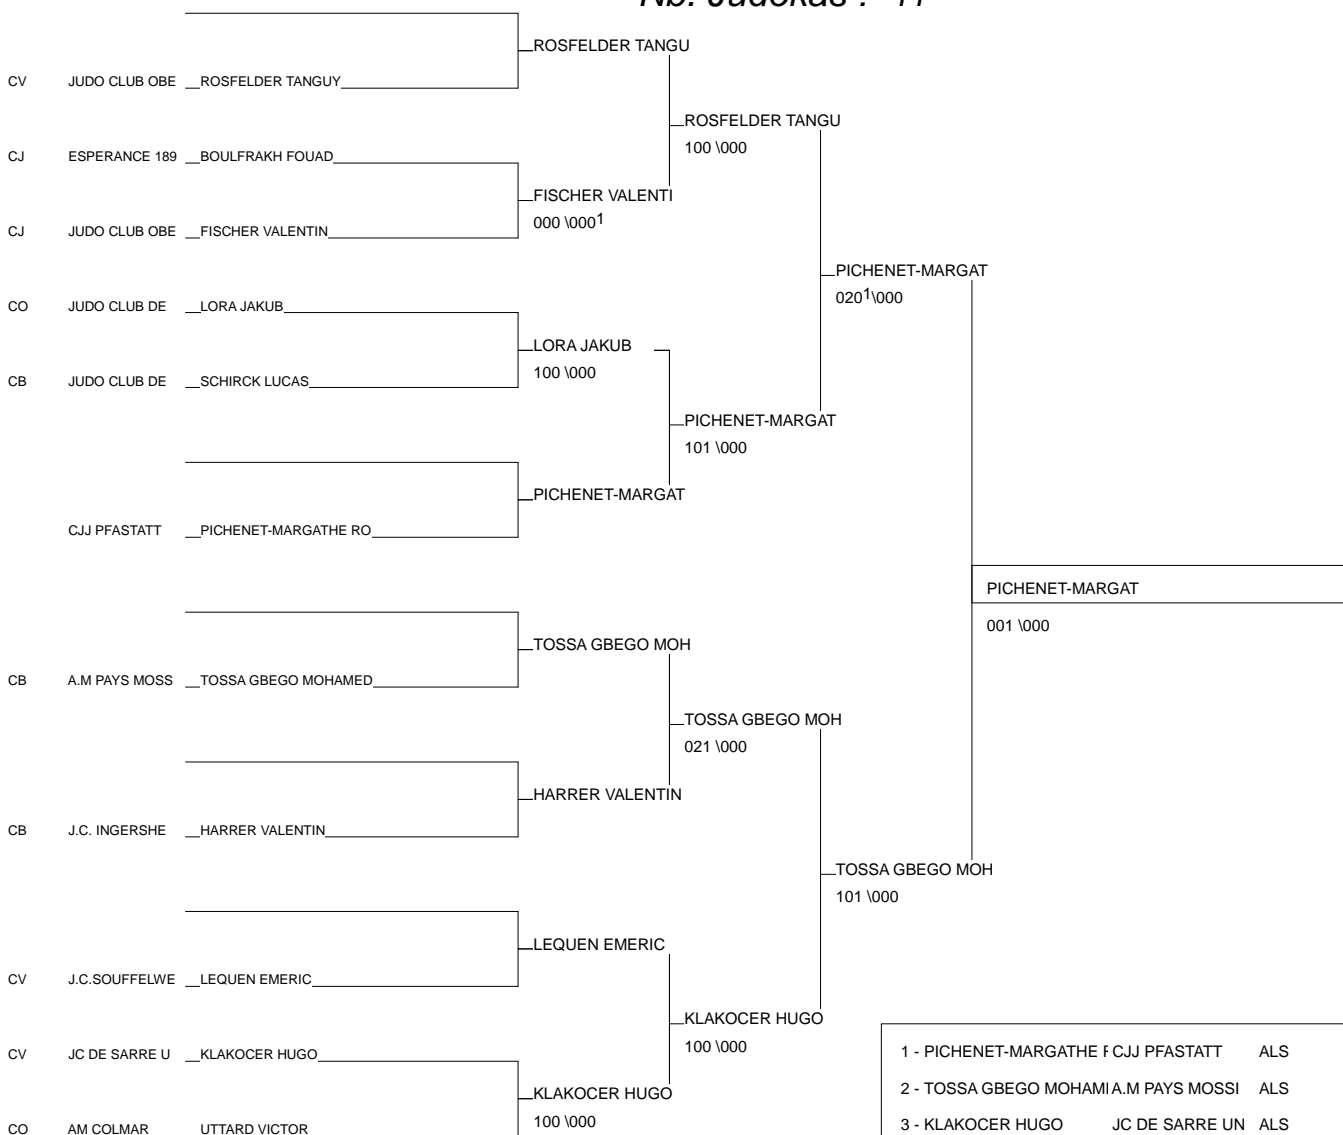 Nb. Judokas : 11
ROSFELDER TANGU
CV JUDO CLUB OBE ROSFELDER TANGUY
ROSFELDER TANGU
100 \000
CJ ESPERANCE 189 BOULFRAKH FOUAD
FISCHER VALENTI
000 \0001
CJ JUDO CLUB OBE FISCHER VALENTIN
PICHENET-MARGAT
0201\000
CO JUDO CLUB DE LORA JAKUB
LORA JAKUB
100 \000
CB JUDO CLUB DE SCHIRCK LUCAS
PICHENET-MARGAT
101 \000
PICHENET-MARGAT
CJJ PFASTATT PICHENET-MARGATHE RO
PICHENET-MARGAT
001 \000
TOSSA GBEGO MOH
CB A.M PAYS MOSS TOSSA GBEGO MOHAMED
TOSSA GBEGO MOH
021 \000
HARRER VALENTIN
CB J.C. INGERSHE HARRER VALENTIN
TOSSA GBEGO MOH
101 \000
LEQUEN EMERIC
CV J.C.SOUFFELWE LEQUEN EMERIC
KLAKOCER HUGO
100 \000
CV JC DE SARRE U KLAKOCER HUGO
KLAKOCER HUGO
100 \000
CO AM COLMAR UTTARD VICTOR
1 - PICHENET-MARGATHE R CJJ PFASTATT ALS
2 - TOSSA GBEGO MOHAMI A.M PAYS MOSSI ALS
3 - KLAKOCER HUGO JC DE SARRE UN ALS